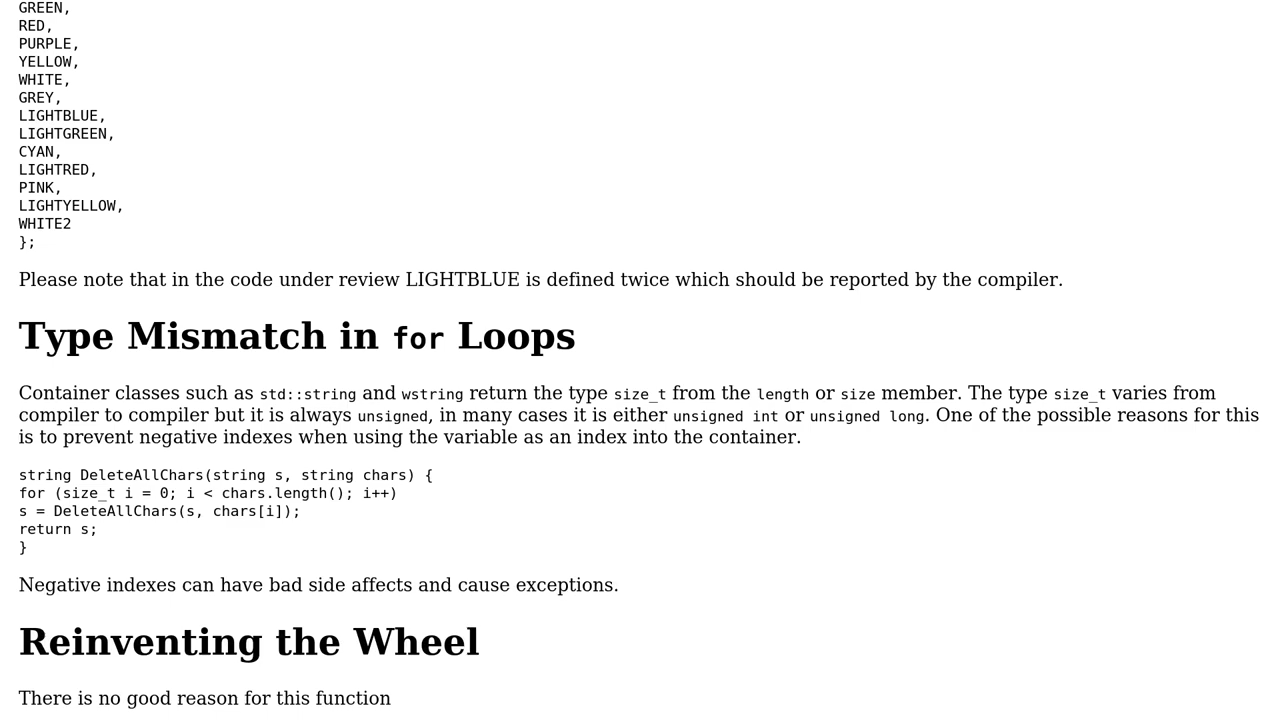 GREEN,
RED,
PURPLE,
YELLOW,
WHITE,
GREY,
LIGHTBLUE,
LIGHTGREEN,
CYAN,
LIGHTRED,
PINK,
LIGHTYELLOW,
WHITE2
};
Please note that in the code under review LIGHTBLUE is defined twice which should be reported by the compiler.
Type Mismatch in for Loops
Container classes such as std::string and wstring return the type size_t from the length or size member. The type size_t varies from
compiler to compiler but it is always unsigned, in many cases it is either unsigned int or unsigned long. One of the possible reasons for this
is to prevent negative indexes when using the variable as an index into the container.
string DeleteAllChars(string s, string chars) {
for (size_t i = 0; i < chars.length(); i++)
s = DeleteAllChars(s, chars[i]);
return s;
}
Negative indexes can have bad side affects and cause exceptions.
Reinventing the Wheel
There is no good reason for this function